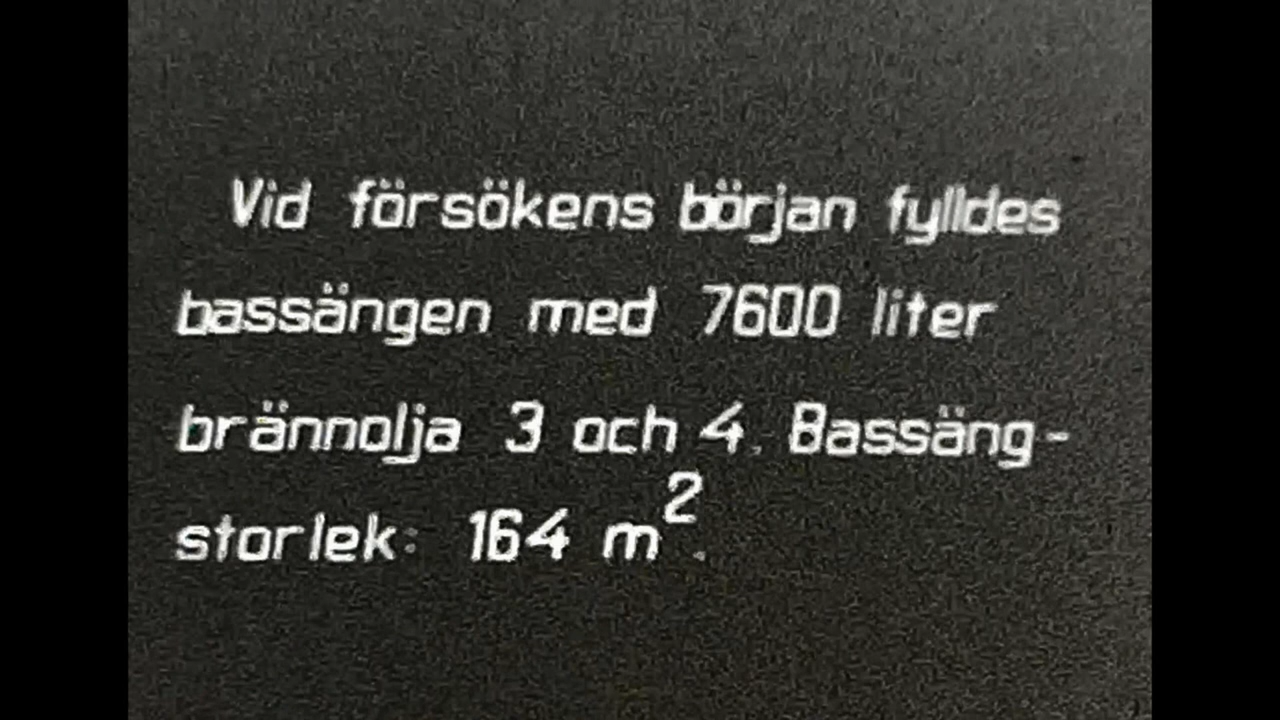 Vid försökens början fylldes
bassängen med 7600 liter
brännolja 3 och 4. Bassäng-
storlek: 164 m².